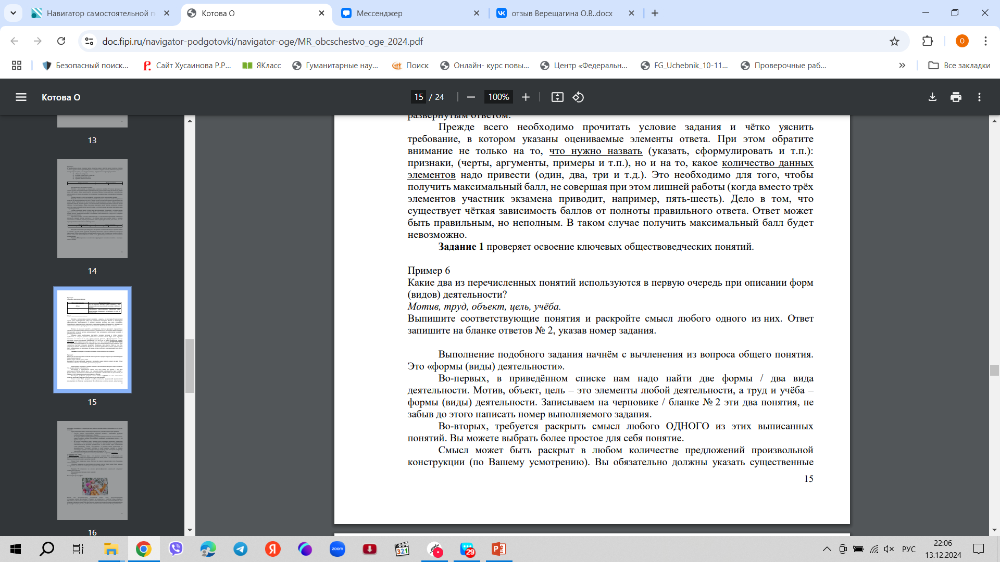 Навигатор самостоятельной п
Котова О
Мессенджер
отзыв Верещагина О.В..docx
doc.fipi.ru/navigator-podgotovki/navigator-oge/MR_obcschestvo_oge_2024.pdf
О
Безопасный поиск...
Сайт Хусаинова Р.Р...
ЯКласс
Гуманитарные нау...
Поиск
Онлайн- курс повы...
Центр «Федеральн...
FG_Uchebnik_10-11...
Проверочные раб...
Все закладки
Котова О
15 / 24
100%
13
14
15
16
развернутым ответом.
Прежде всего необходимо прочитать условие задания и чётко уяснить
требование, в котором указаны оцениваемые элементы ответа. При этом обратите
внимание не только на то, что нужно назвать (указать, сформулировать и т.п.):
признаки, (черты, аргументы, примеры и т.п.), но и на то, какое количество данных
элементов надо привести (один, два, три и т.д.). Это необходимо для того, чтобы
получить максимальный балл, не совершая при этом лишней работы (когда вместо трёх
элементов участник экзамена приводит, например, пять-шесть). Дело в том, что
существует чёткая зависимость баллов от полноты правильного ответа. Ответ может
быть правильным, но неполным. В таком случае получить максимальный балл будет
невозможно.
Задание 1 проверяет освоение ключевых обществоведческих понятий.
Пример 6
Какие два из перечисленных понятий используются в первую очередь при описании форм
(видов) деятельности?
Мотив, труд, объект, цель, учёба.
Выпишите соответствующие понятия и раскройте смысл любого одного из них. Ответ
запишите на бланке ответов № 2, указав номер задания.
Выполнение подобного задания начнём с вычленения из вопроса общего понятия.
Это «формы (виды) деятельности».
Во-первых, в приведённом списке нам надо найти две формы / два вида
деятельности. Мотив, объект, цель – это элементы любой деятельности, а труд и учёба –
формы (виды) деятельности. Записываем на черновике / бланке № 2 эти два понятия, не
забыв до этого написать номер выполняемого задания.
Во-вторых, требуется раскрыть смысл любого ОДНОГО из этих выписанных
понятий. Вы можете выбрать более простое для себя понятие.
Смысл может быть раскрыт в любом количестве предложений произвольной
конструкции (по Вашему усмотрению). Вы обязательно должны указать существенные
15
zoom
321
29
РУС
22:06
13.12.2024